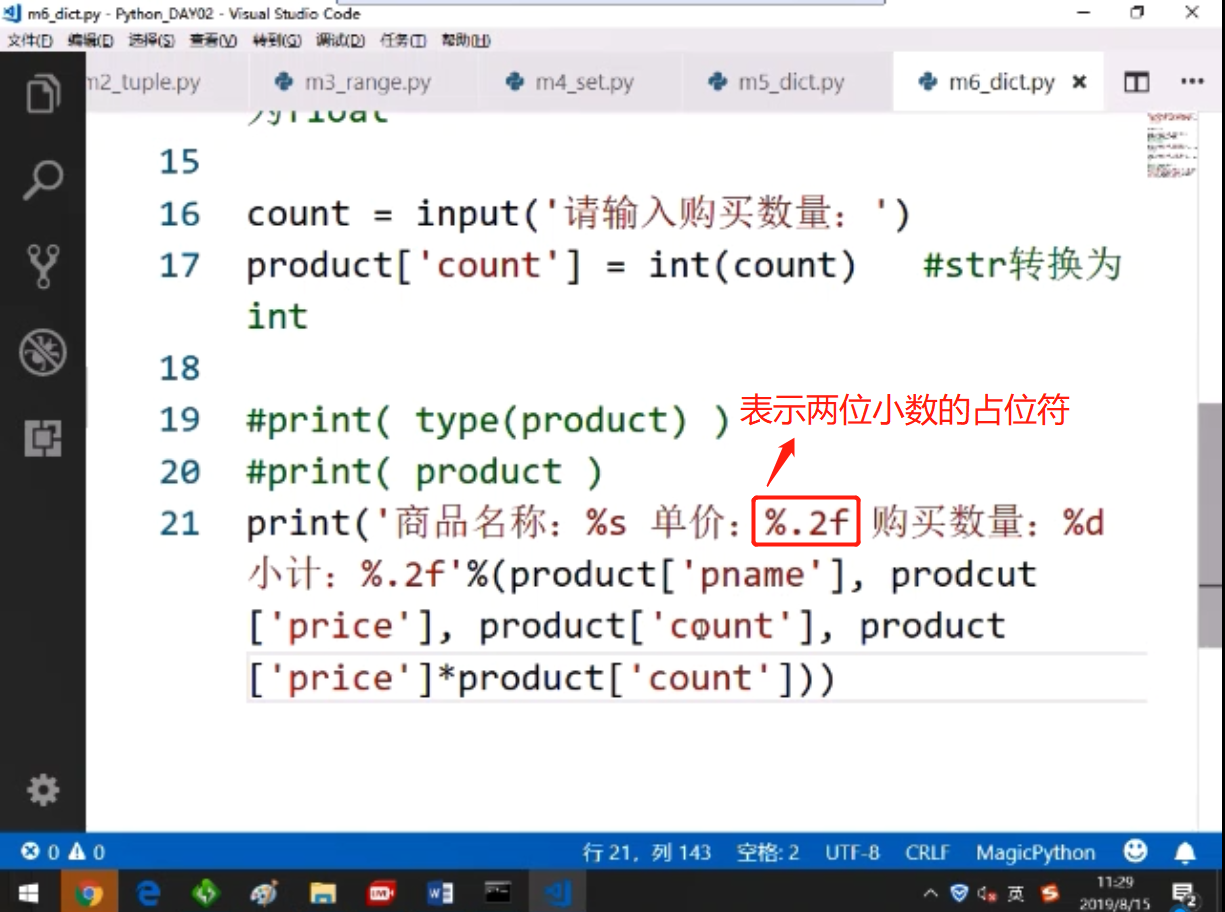 m6_dict.py - Python_DAY02 - Visual Studio Code
文件(F) 编辑(E) 选择(S) 查看(V) 转到(G) 调试(D) 任务(T) 帮助(H)
m2_tuple.py m3_range.py m4_set.py m5_dict.py m6_dict.py
为float
15
16 count = input('请输入购买数量：')
17 product['count'] = int(count) #str转换为
int
18
19 #print( type(product) )
表示两位小数的占位符
20 #print( product )
21 print('商品名称：%s 单价：%.2f 购买数量：%d
小计：%.2f'%(product['pname'], prodcut
['price'], product['count'], product
['price']*product['count']))
0 0 行 21，列 143 空格: 2 UTF-8 CRLF MagicPython
英 11:29
2019/8/15 2